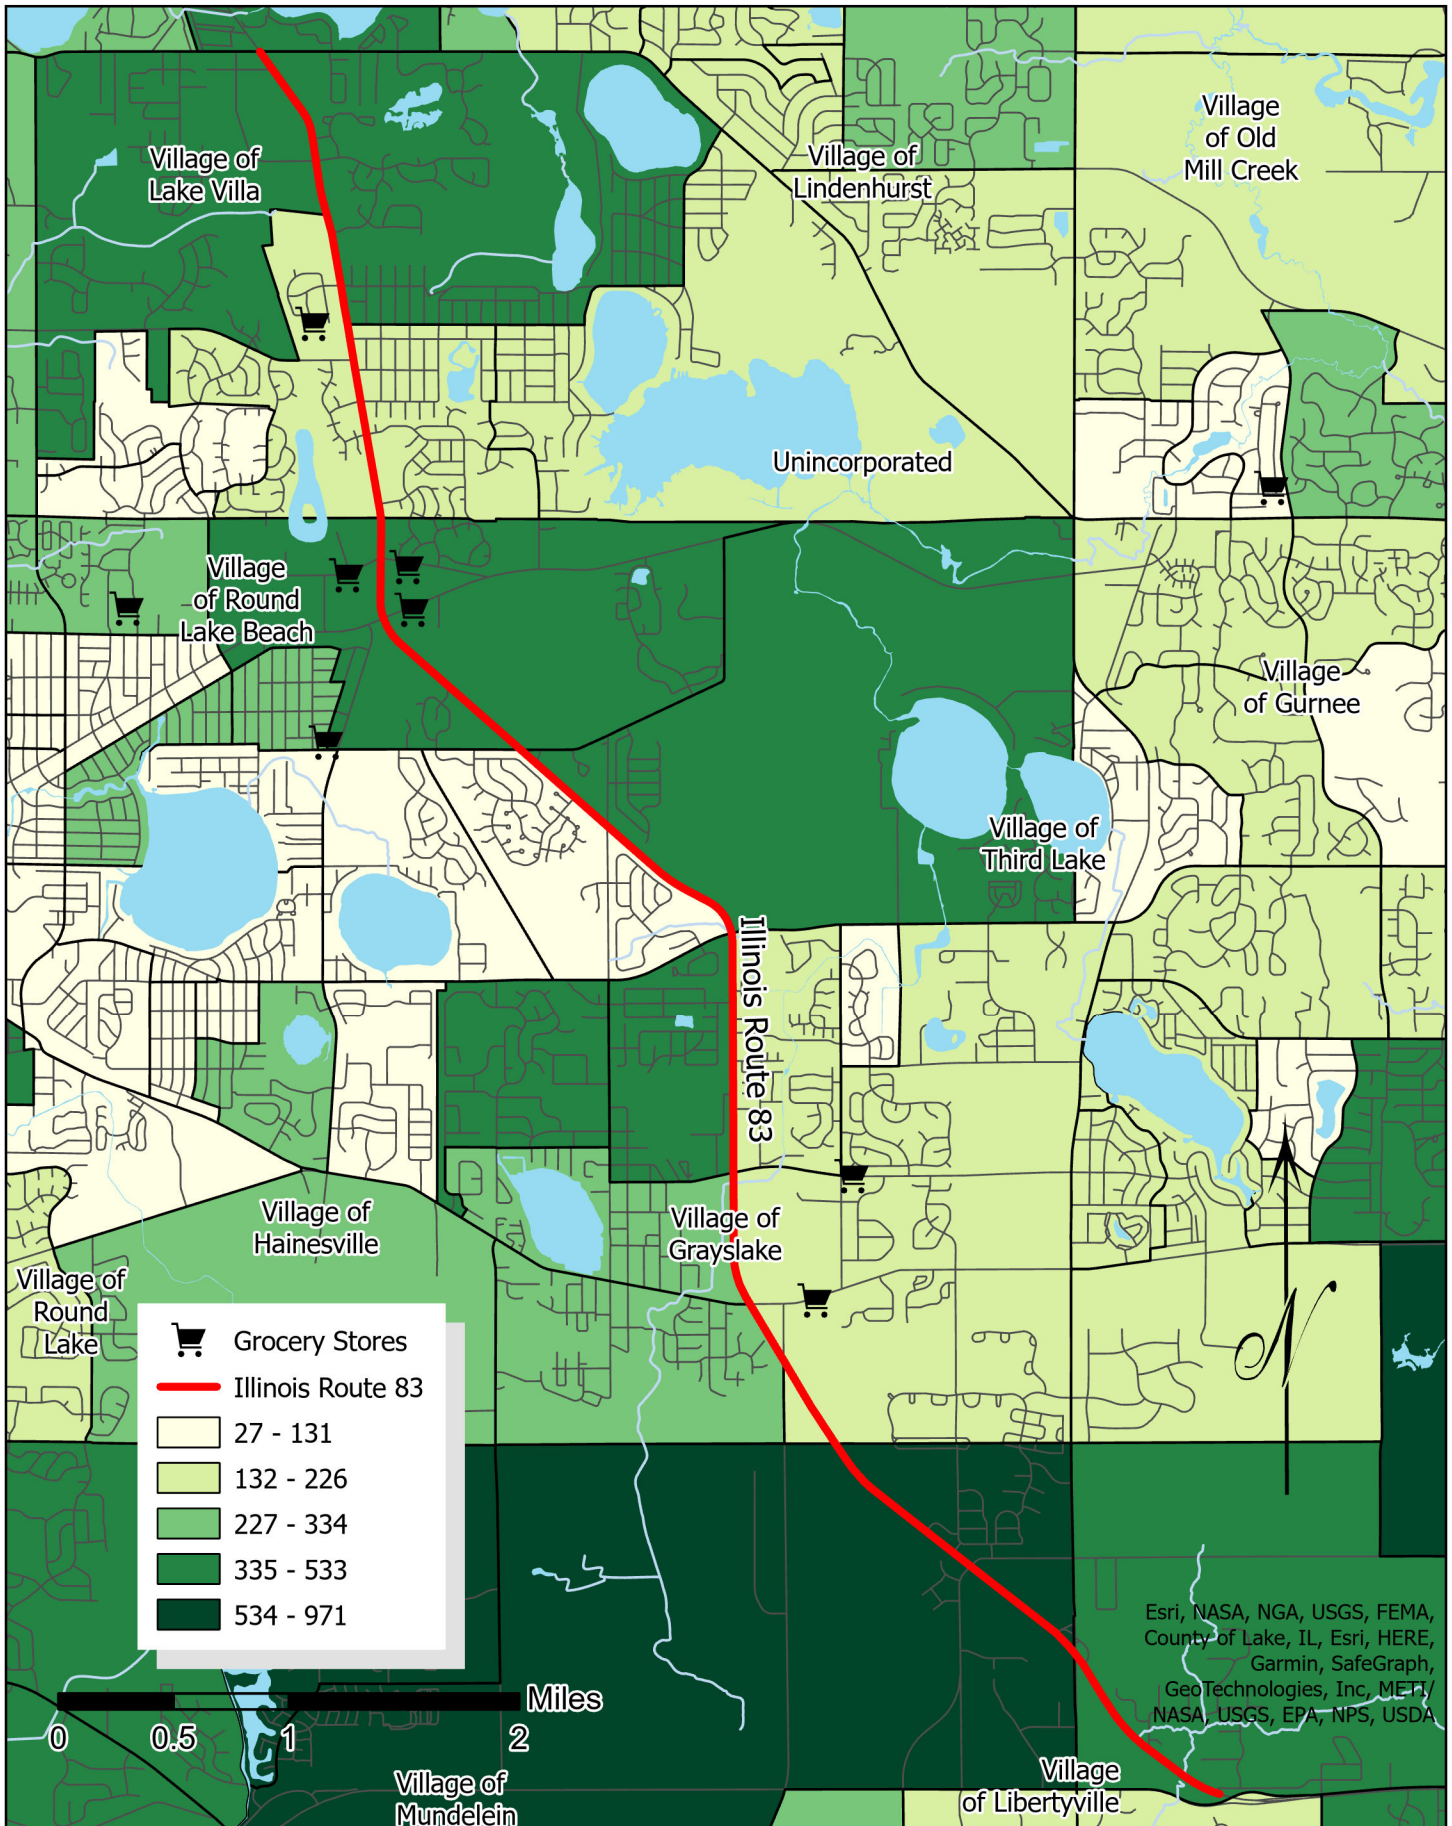 Village of
Lake Villa
Village of
Lindenhurst
Village
of Old
Mill Creek
Unincorporated
Village
of Round
Lake Beach
Village
of Gurnee
Village of
Third Lake
Illinois Route 83
Village of
Hainesville
Village of
Grayslake
Village of
Round
Lake
N
Grocery Stores
Illinois Route 83
27 - 131
132 - 226
227 - 334
335 - 533
534 - 971
Esri, NASA, NGA, USGS, FEMA,
County of Lake, IL, Esri, HERE,
Garmin, SafeGraph,
GeoTechnologies, Inc, METI/
NASA, USGS, EPA, NPS, USDA
Miles
0 0.5 1 2
Village of
Mundelein
Village
of Libertyville